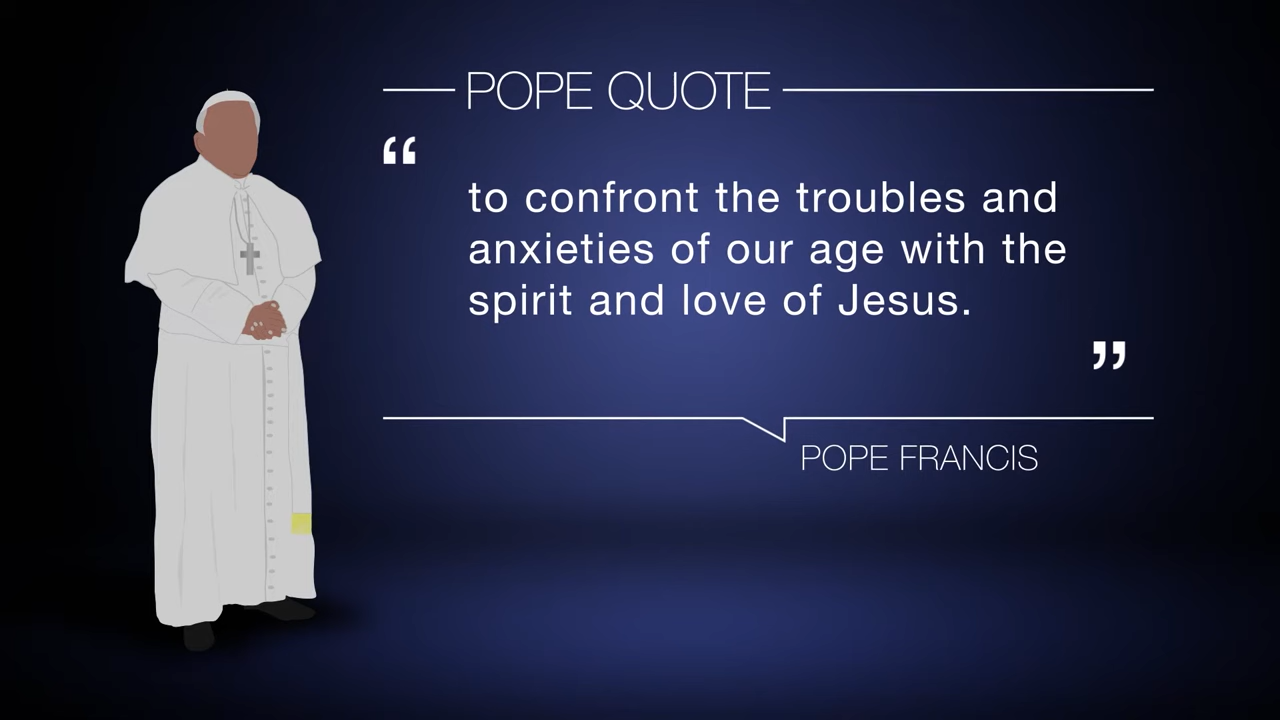 POPE QUOTE
“
to confront the troubles and
anxieties of our age with the
spirit and love of Jesus.
”
POPE FRANCIS